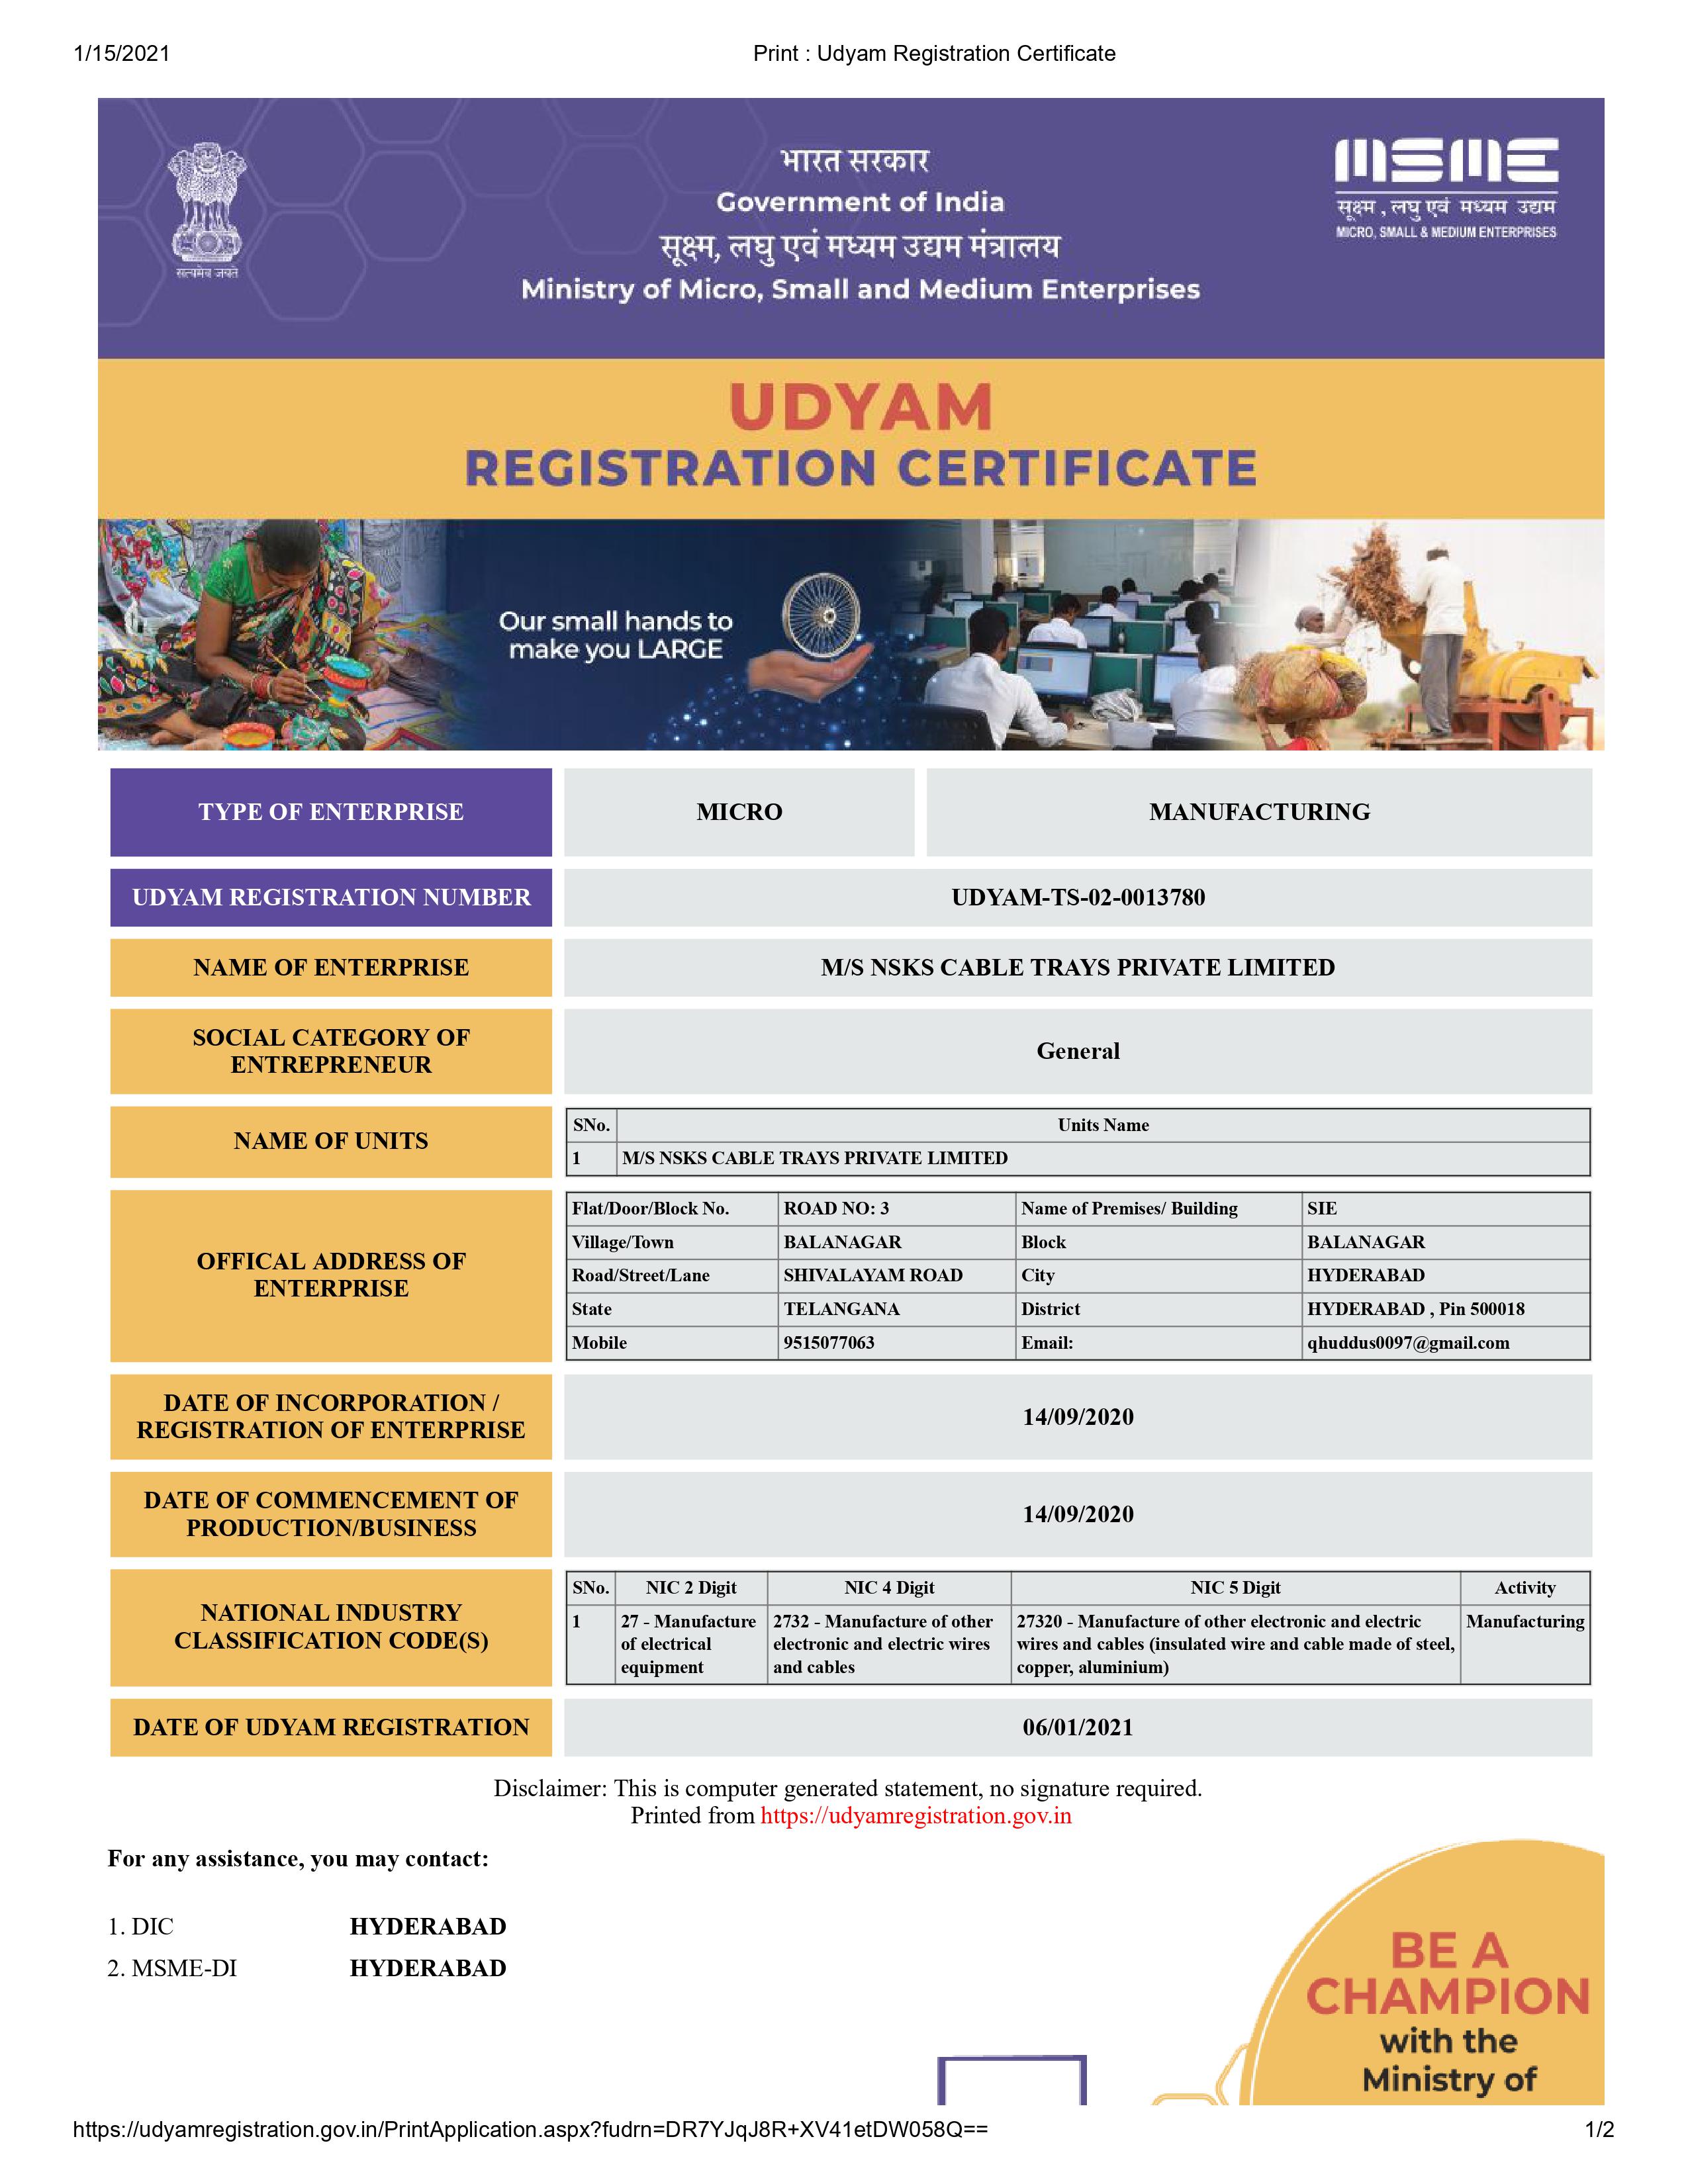 1/15/2021
Print : Udyam Registration Certificate
भारत सरकार
Government of India
सूक्ष्म, लघु एवं मध्यम उद्यम मंत्रालय
Ministry of Micro, Small and Medium Enterprises
सत्यमेव जयते
MSME
सूक्ष्म , लघु एवं मध्यम उद्यम
MICRO, SMALL & MEDIUM ENTERPRISES
UDYAM
REGISTRATION CERTIFICATE
Our small hands to
make you LARGE
TYPE OF ENTERPRISE MICRO MANUFACTURING
UDYAM REGISTRATION NUMBER UDYAM-TS-02-0013780
NAME OF ENTERPRISE M/S NSKS CABLE TRAYS PRIVATE LIMITED
SOCIAL CATEGORY OF
ENTREPRENEUR
General
NAME OF UNITS
SNo. Units Name
1 M/S NSKS CABLE TRAYS PRIVATE LIMITED
OFFICAL ADDRESS OF
ENTERPRISE
Flat/Door/Block No. ROAD NO: 3 Name of Premises/ Building SIE
Village/Town BALANAGAR Block BALANAGAR
Road/Street/Lane SHIVALAYAM ROAD City HYDERABAD
State TELANGANA District HYDERABAD , Pin 500018
Mobile 9515077063 Email: qhuddus0097@gmail.com
DATE OF INCORPORATION /
REGISTRATION OF ENTERPRISE
14/09/2020
DATE OF COMMENCEMENT OF
PRODUCTION/BUSINESS
14/09/2020
NATIONAL INDUSTRY
CLASSIFICATION CODE(S)
SNo. NIC 2 Digit NIC 4 Digit NIC 5 Digit Activity
1 27 - Manufacture 2732 - Manufacture of other 27320 - Manufacture of other electronic and electric Manufacturing
of electrical electronic and electric wires wires and cables (insulated wire and cable made of steel,
equipment and cables copper, aluminium)
DATE OF UDYAM REGISTRATION 06/01/2021
Disclaimer: This is computer generated statement, no signature required.
Printed from https://udyamregistration.gov.in
For any assistance, you may contact:
1. DIC HYDERABAD
2. MSME-DI HYDERABAD
BE A
CHAMPION
with the
Ministry of
https://udyamregistration.gov.in/PrintApplication.aspx?fudrn=DR7YJqJ8R+XV41etDW058Q==
1/2